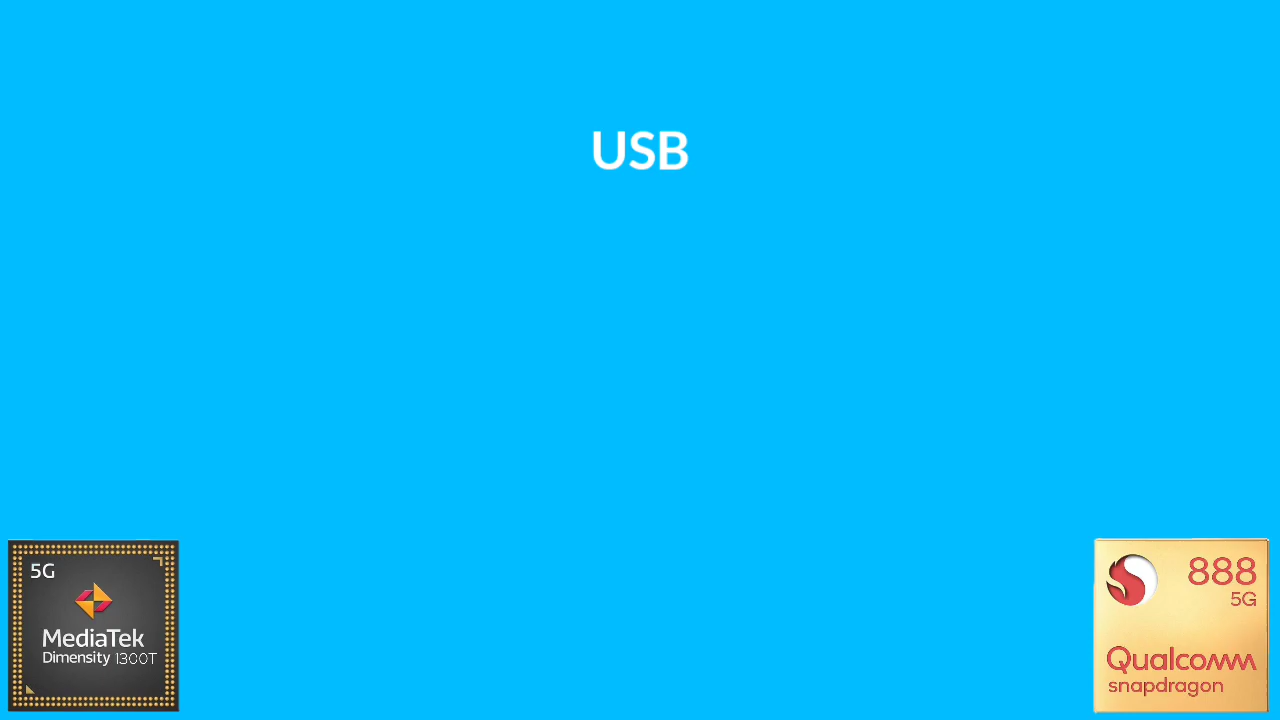 USB
5G
MediaTek
Dimensity 1300T
888
5G
Qualcomm
snapdragon